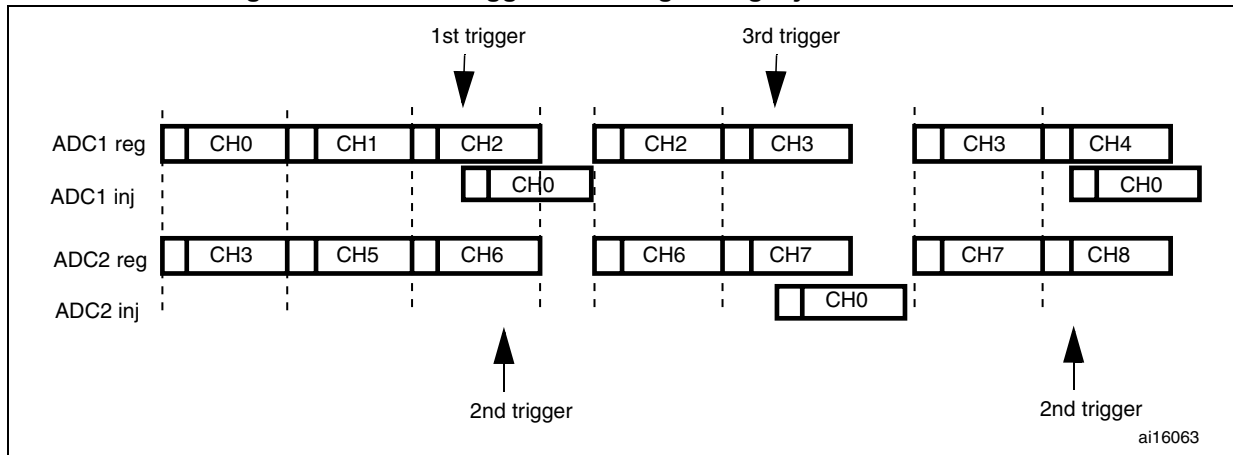 1st trigger 3rd trigger
ADC1 reg CH0 CH1 CH2 CH2 CH3 CH3 CH4
ADC1 inj CH0 CH0
ADC2 reg CH3 CH5 CH6 CH6 CH7 CH7 CH8
ADC2 inj CH0
2nd trigger 2nd trigger
ai16063